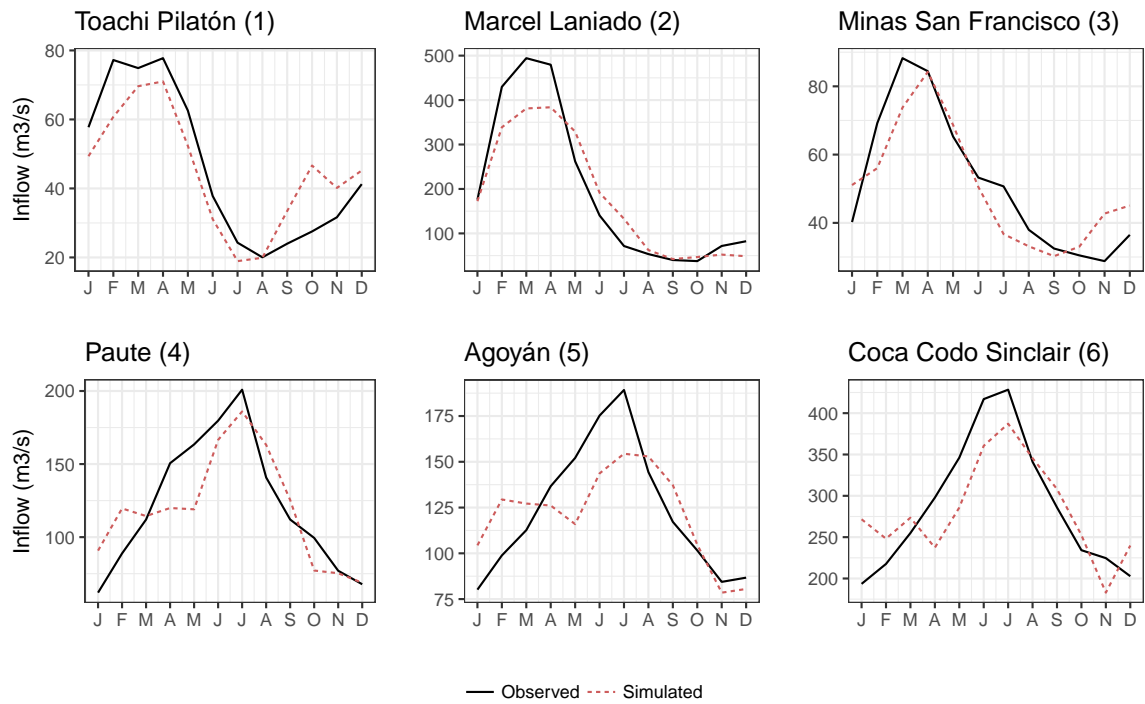 Toachi Pilatón (1) Marcel Laniado (2) Minas San Francisco (3)
Inflow (m3/s)
80
60
40
20
J F M A M J J A S O N D
500
400
300
200
100
J F M A M J J A S O N D
80
60
40
J F M A M J J A S O N D
Paute (4) Agoyán (5) Coca Codo Sinclair (6)
Inflow (m3/s)
200
150
100
J F M A M J J A S O N D
175
150
125
100
75
J F M A M J J A S O N D
400
350
300
250
200
J F M A M J J A S O N D
Observed Simulated